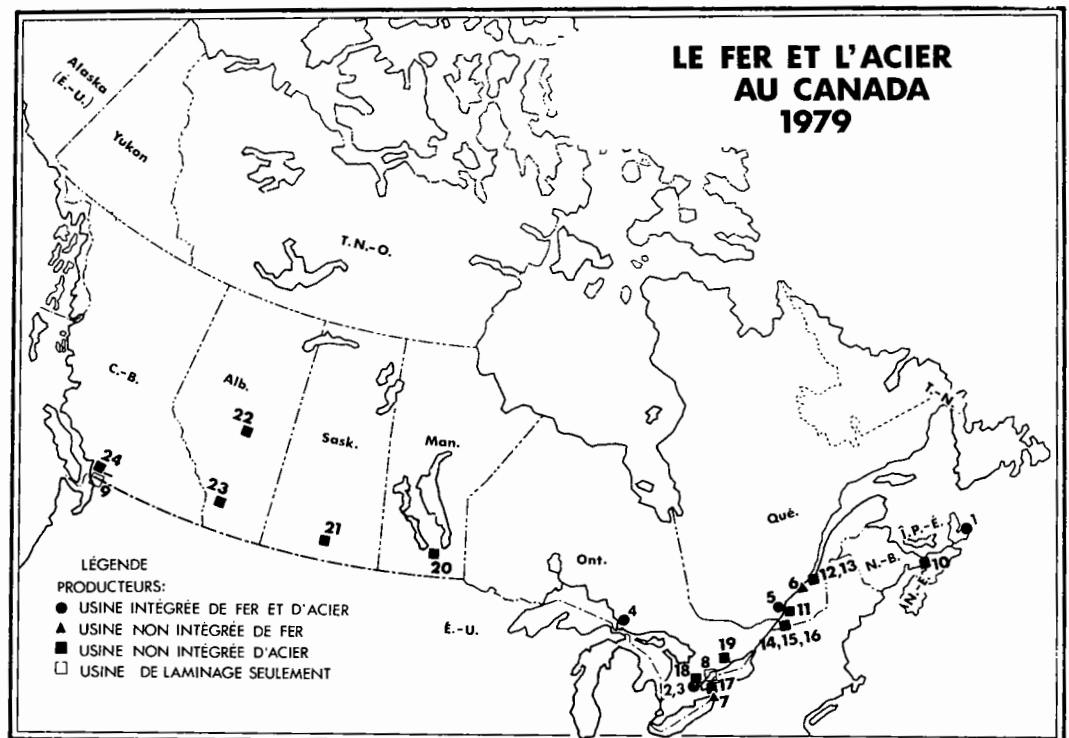 LE FER ET L'ACIER
AU CANADA
1979
Alaska
(É.-U.)
Yukon
T.N.-O.
C.-B.
Alb.
22
Sask.
Man.
24
9
23
21
20
Ont.
Qué.
T.-N.
Î.P.-É.
1
N.-B.
10
N.-É.
6
12,13
5
11
14,15,16
4
É.-U.
19
18
8
2,3
17
7
LÉGENDE
PRODUCTEURS:
USINE INTÉGRÉE DE FER ET D'ACIER
USINE NON INTÉGRÉE DE FER
USINE NON INTÉGRÉE D'ACIER
USINE DE LAMINAGE SEULEMENT